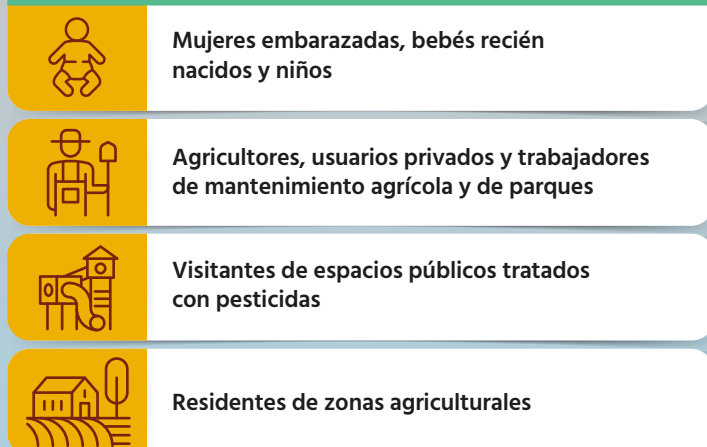 Mujeres embarazadas, bebés recién
nacidos y niños
Agricultores, usuarios privados y trabajadores
de mantenimiento agrícola y de parques
Visitantes de espacios públicos tratados
con pesticidas
Residentes de zonas agriculturales